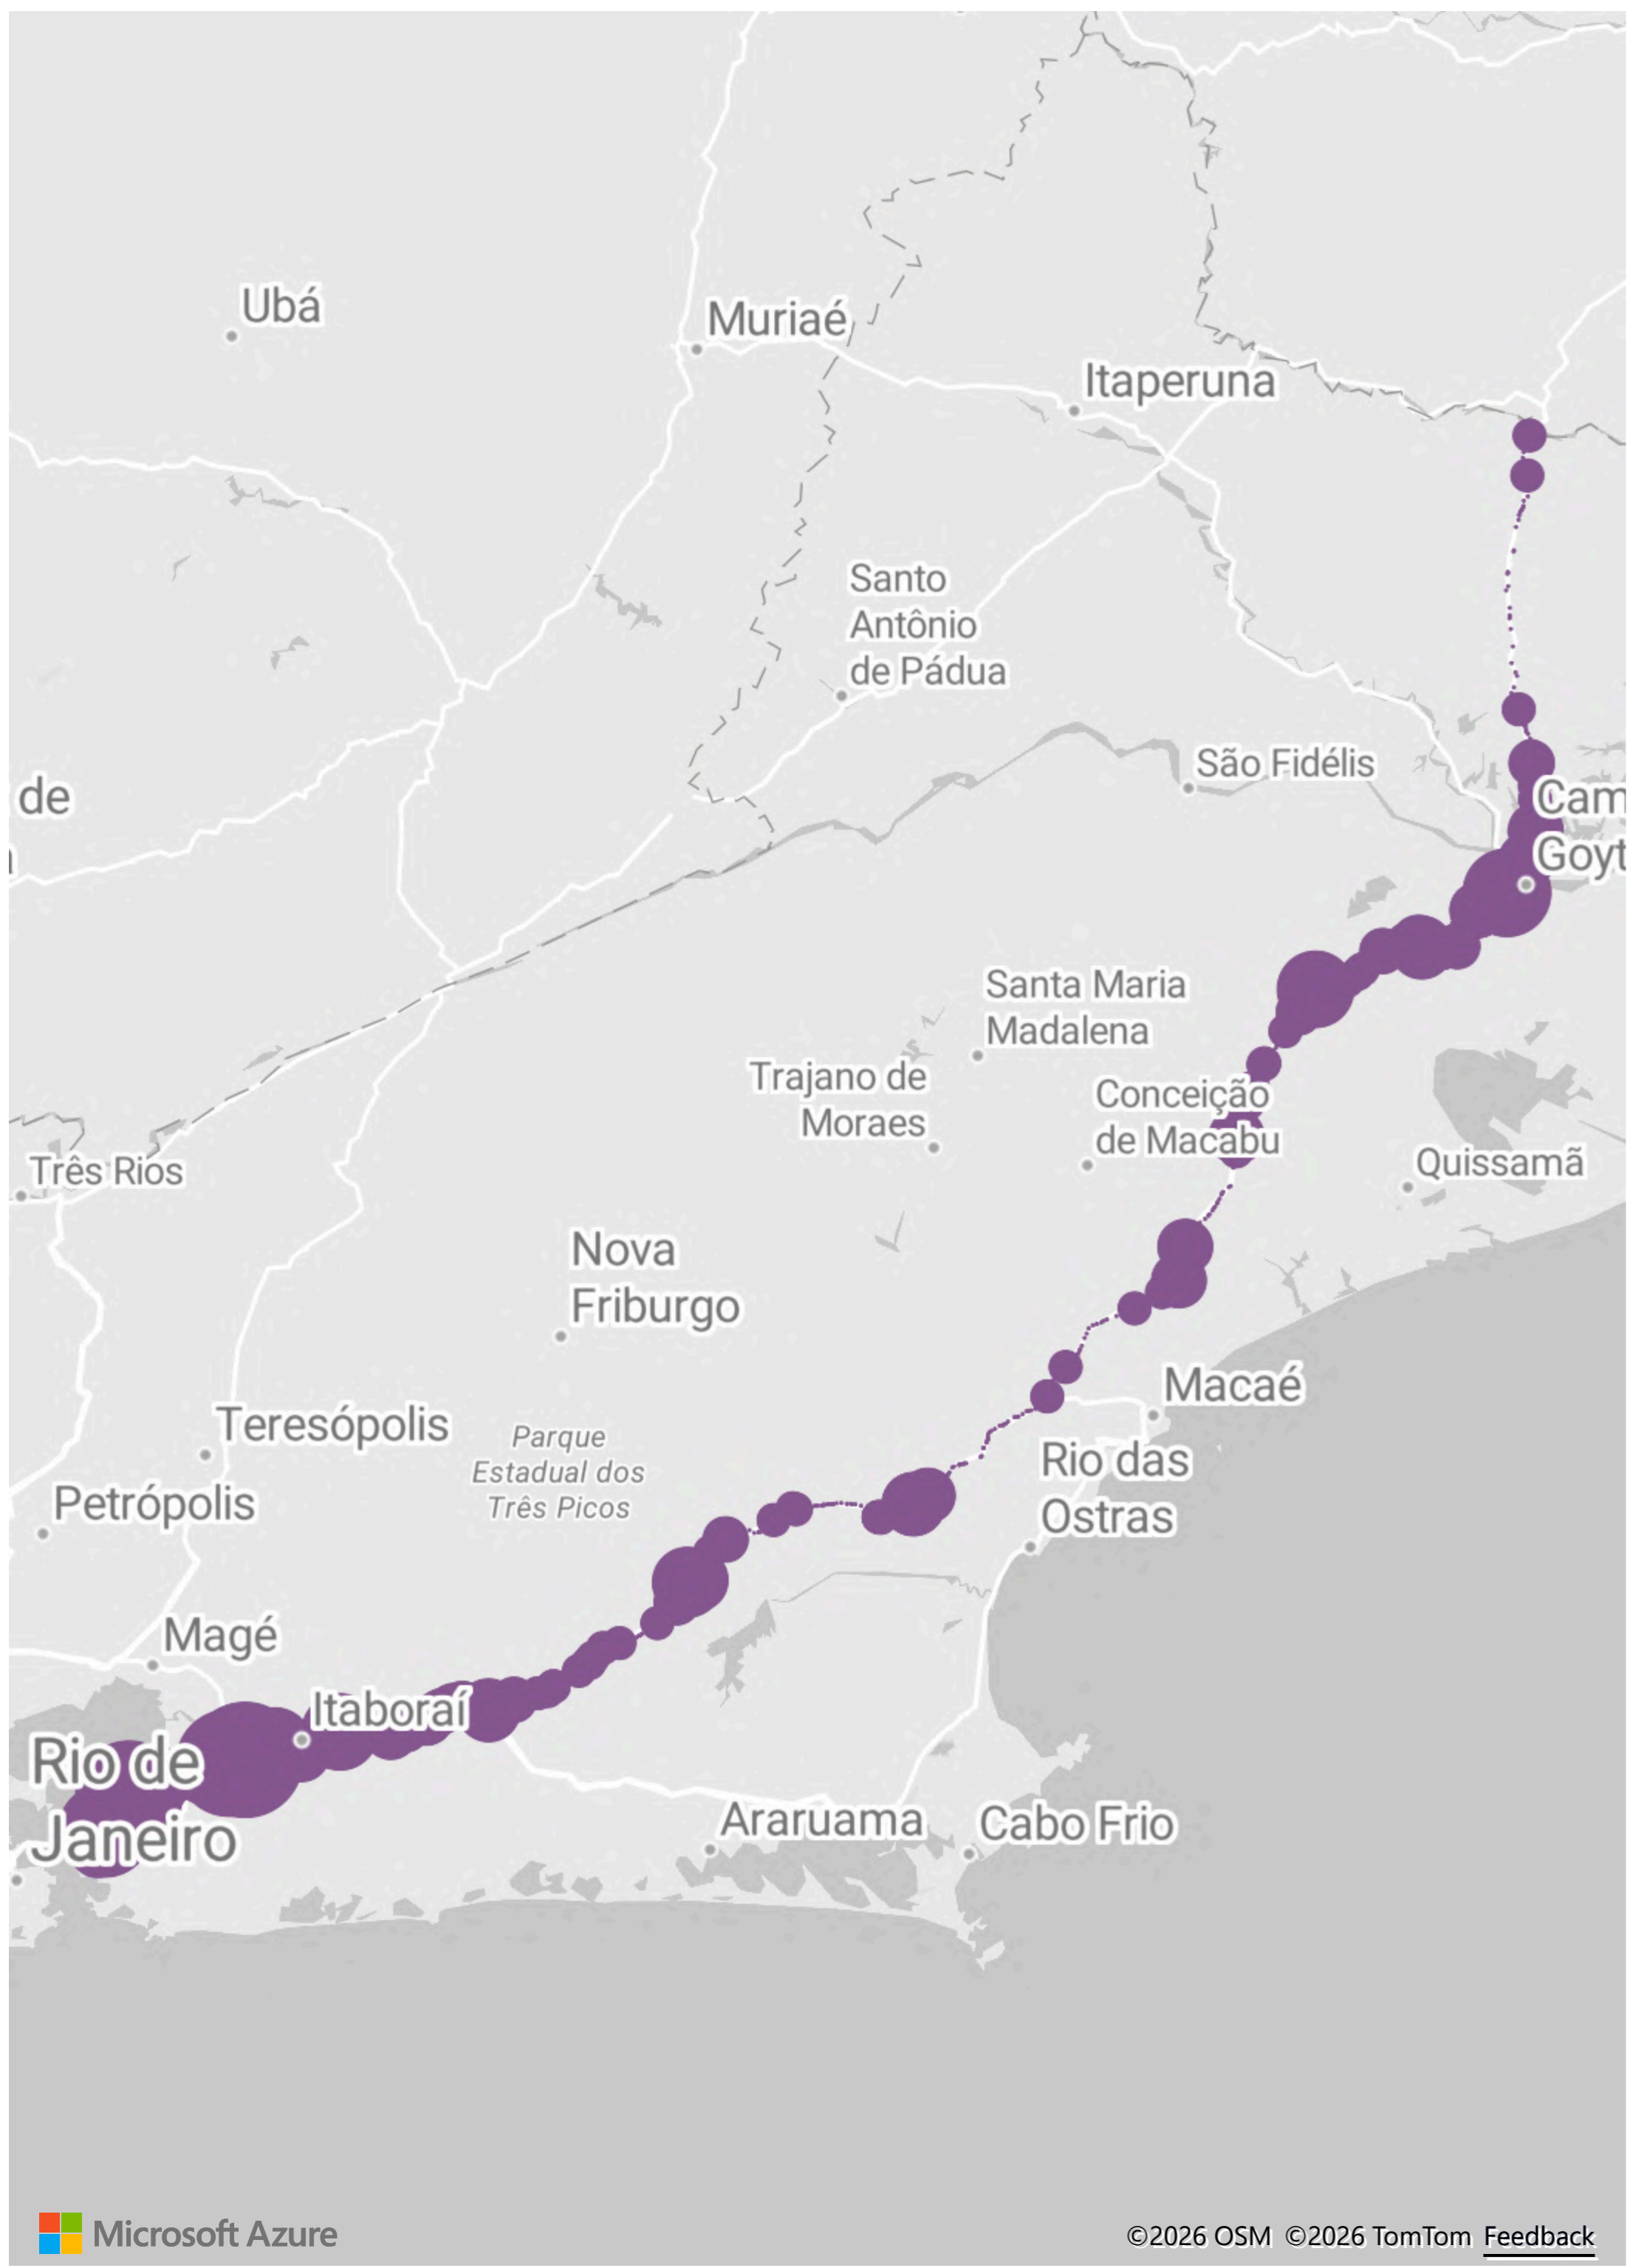 Ubá
Muriaé
Itaperuna
Santo
Antônio
de Pádua
São Fidélis
de
Cam
Goyt
Santa Maria
Madalena
Trajano de
Moraes
Conceição
de Macabu
Três Rios
Quissamã
Nova
Friburgo
Macaé
Teresópolis
Parque
Estadual dos
Três Picos
Rio das
Ostras
Petrópolis
Magé
Itaboraí
Rio de
Janeiro
Araruama
Cabo Frio
Microsoft Azure
©2026 OSM ©2026 TomTom Feedback